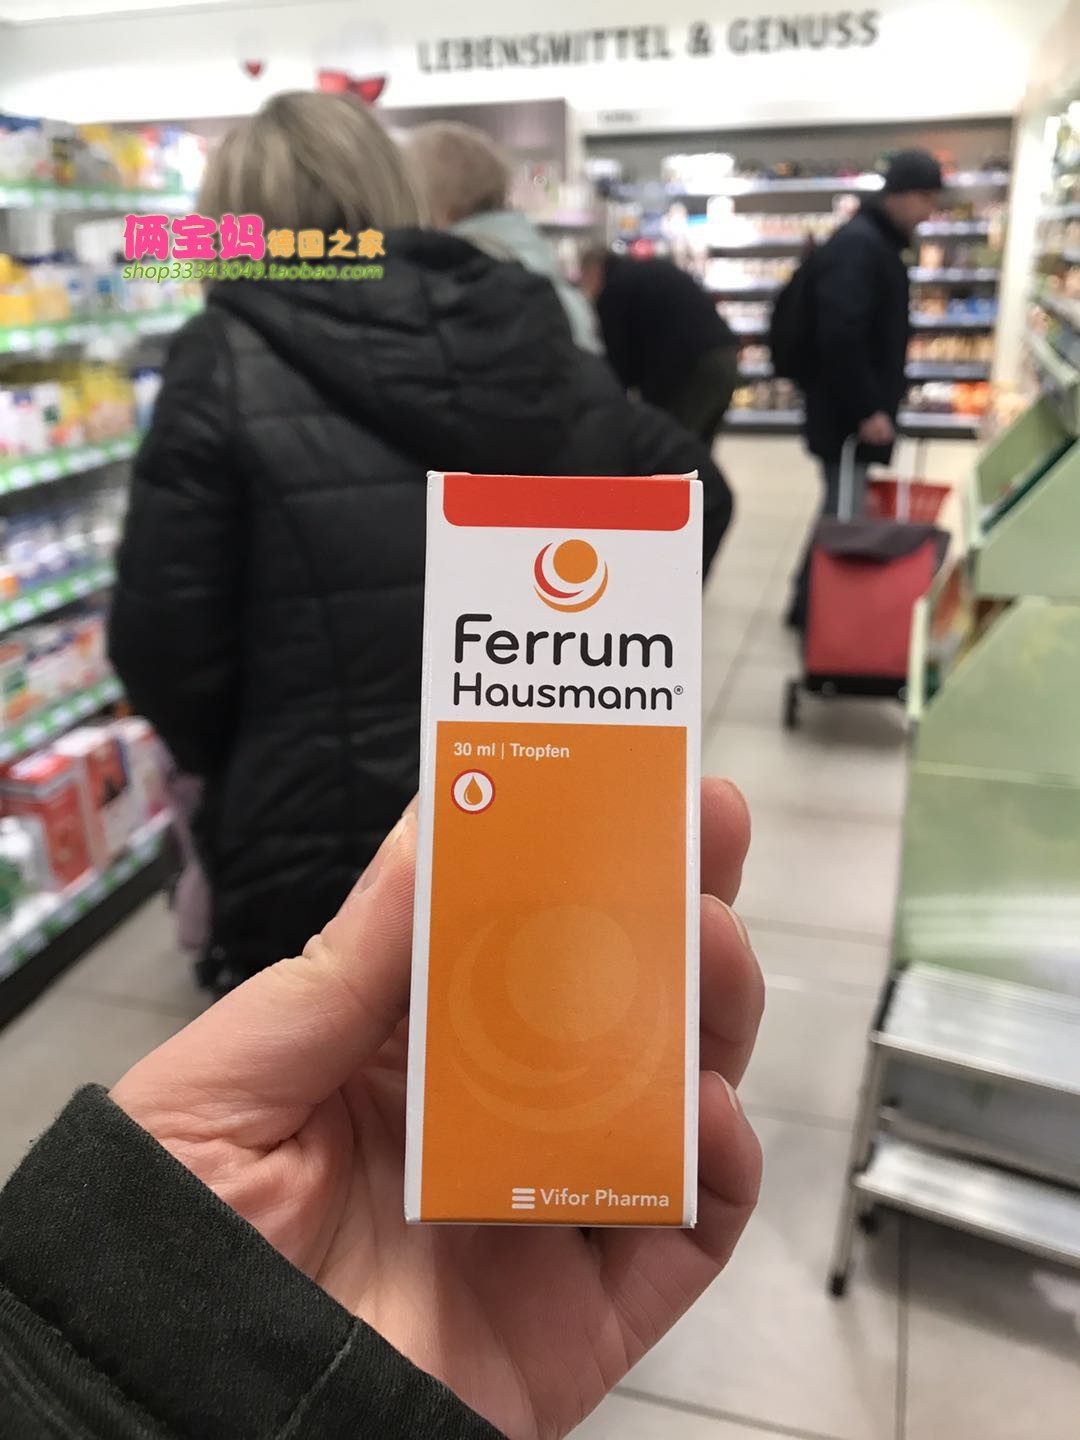 LEBENSMITTEL & GENUSS
俩宝妈德国之家
shop33343049.taobao.com
Ferrum
Hausmann®
30 ml | Tropfen
Vifor Pharma